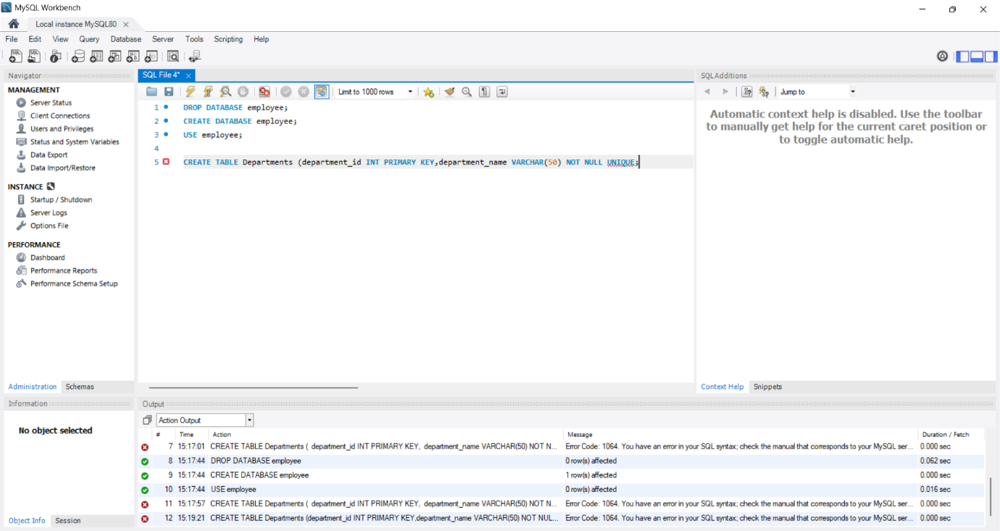 MySQL Workbench
Local instance MySQL80
File Edit View Query Database Server Tools Scripting Help
Navigator
MANAGEMENT
Server Status
Client Connections
Users and Privileges
Status and System Variables
Data Export
Data Import/Restore
INSTANCE
Startup / Shutdown
Server Logs
Options File
PERFORMANCE
Dashboard
Performance Reports
Performance Schema Setup
Administration Schemas
Information
No object selected
Object Info Session
SQL File 4*
Limit to 1000 rows
1 DROP DATABASE employee;
2 CREATE DATABASE employee;
3 USE employee;
4
5 CREATE TABLE Departments (department_id INT PRIMARY KEY,department_name VARCHAR(50) NOT NULL UNIQUE;
SQLAdditions
Jump to
Automatic context help is disabled. Use the toolbar
to manually get help for the current caret position or
to toggle automatic help.
Context Help Snippets
Output
Action Output
# Time Action Message Duration / Fetch
7 15:17:01 CREATE TABLE Departments ( department_id INT PRIMARY KEY, department_name VARCHAR(50) NOT N... Error Code: 1064. You have an error in your SQL syntax; check the manual that corresponds to your MySQL ser... 0.000 sec
8 15:17:44 DROP DATABASE employee 0 row(s) affected 0.062 sec
9 15:17:44 CREATE DATABASE employee 1 row(s) affected 0.000 sec
10 15:17:44 USE employee 0 row(s) affected 0.016 sec
11 15:17:57 CREATE TABLE Departments ( department_id INT PRIMARY KEY, department_name VARCHAR(50) NOT N... Error Code: 1064. You have an error in your SQL syntax; check the manual that corresponds to your MySQL ser... 0.000 sec
12 15:19:21 CREATE TABLE Departments (department_id INT PRIMARY KEY,department_name VARCHAR(50) NOT NUL... Error Code: 1064. You have an error in your SQL syntax; check the manual that corresponds to your MySQL ser... 0.000 sec